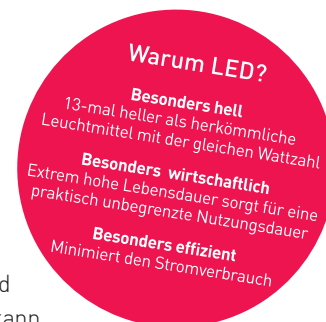 Warum LED?
Besonders hell
13-mal heller als herkömmliche
Leuchtmittel mit der gleichen Wattzahl
Besonders wirtschaftlich
Extrem hohe Lebensdauer sorgt für eine
praktisch unbegrenzte Nutzungsdauer
Besonders effizient
Minimiert den Stromverbrauch